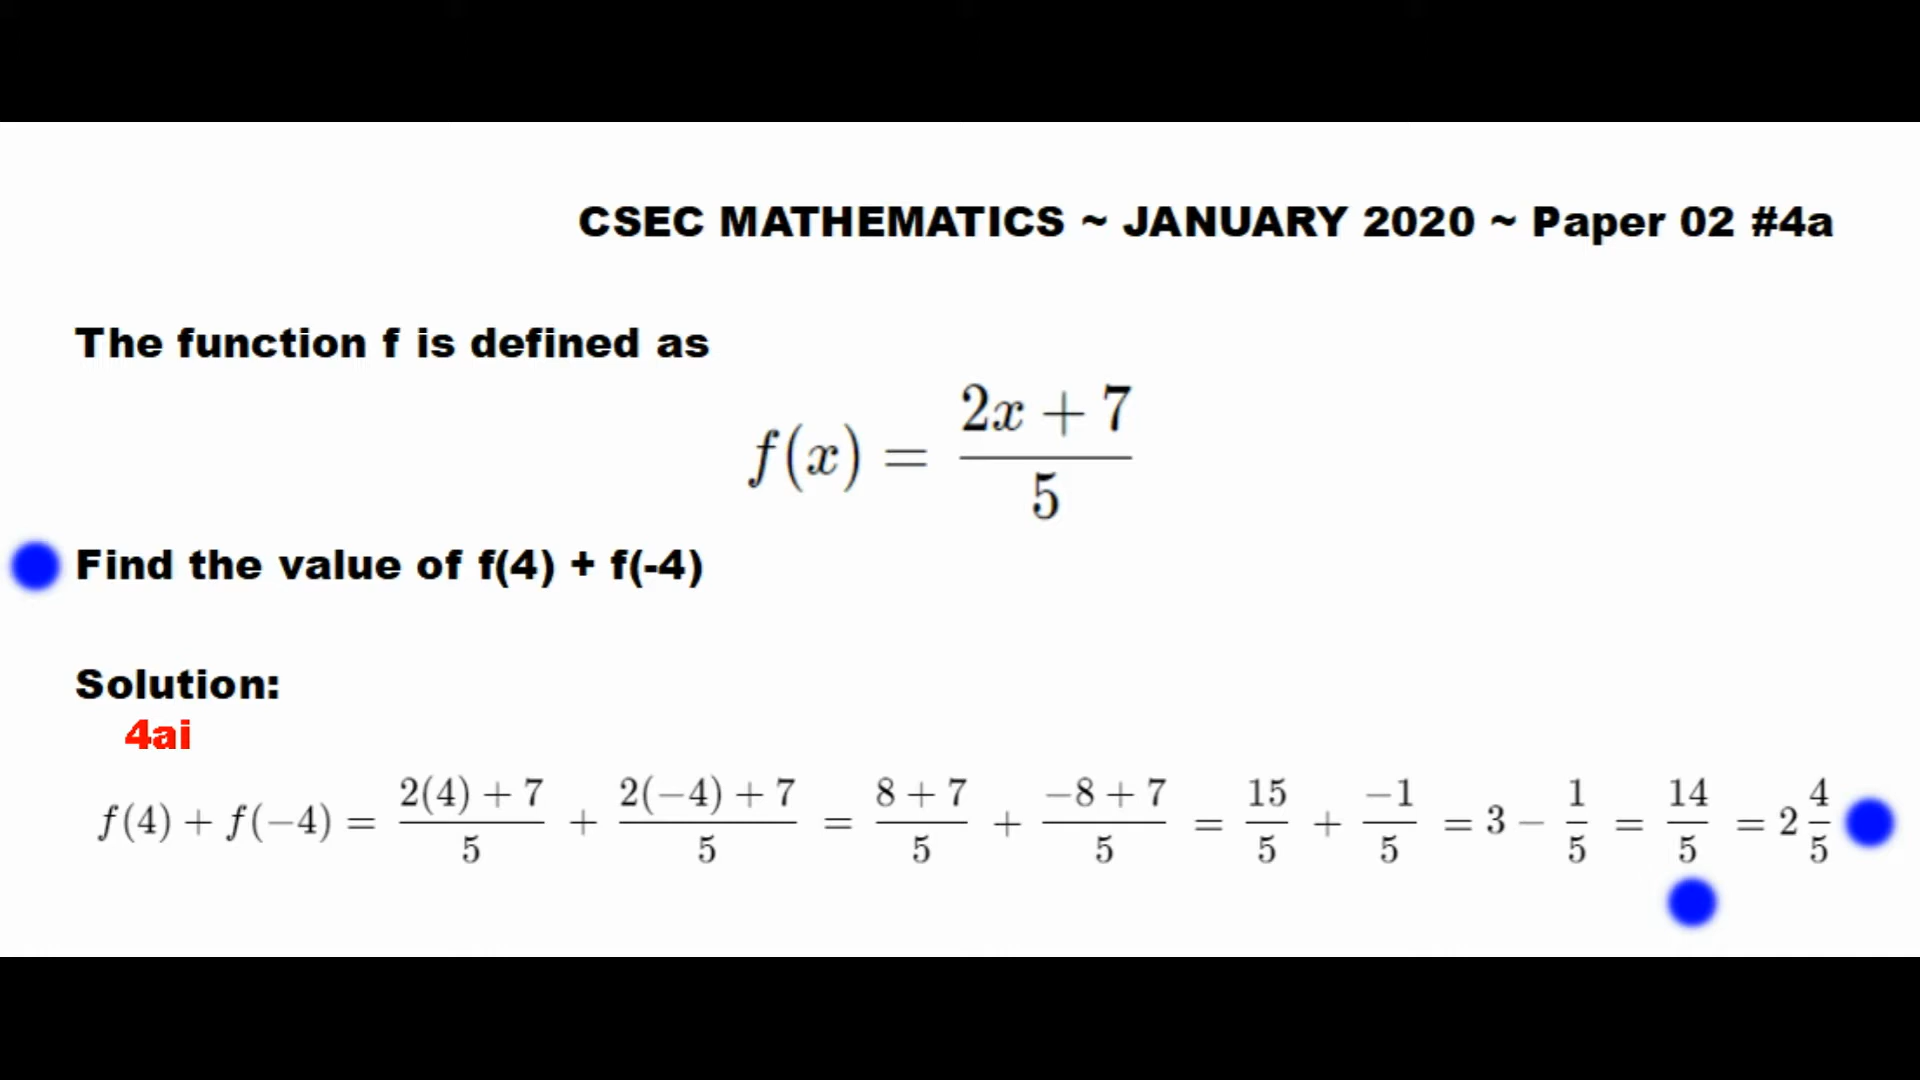 CSEC MATHEMATICS ~ JANUARY 2020 ~ Paper 02 #4a
The function f is defined as
f(x) = (2x + 7)/5
Find the value of f(4) + f(-4)
Solution:
4ai
f(4) + f(−4) = (2(4) + 7)/5 + (2(−4) + 7)/5 = (8 + 7)/5 + (−8 + 7)/5 = 15/5 + −1/5 = 3 − 1/5 = 14/5 = 2 4/5